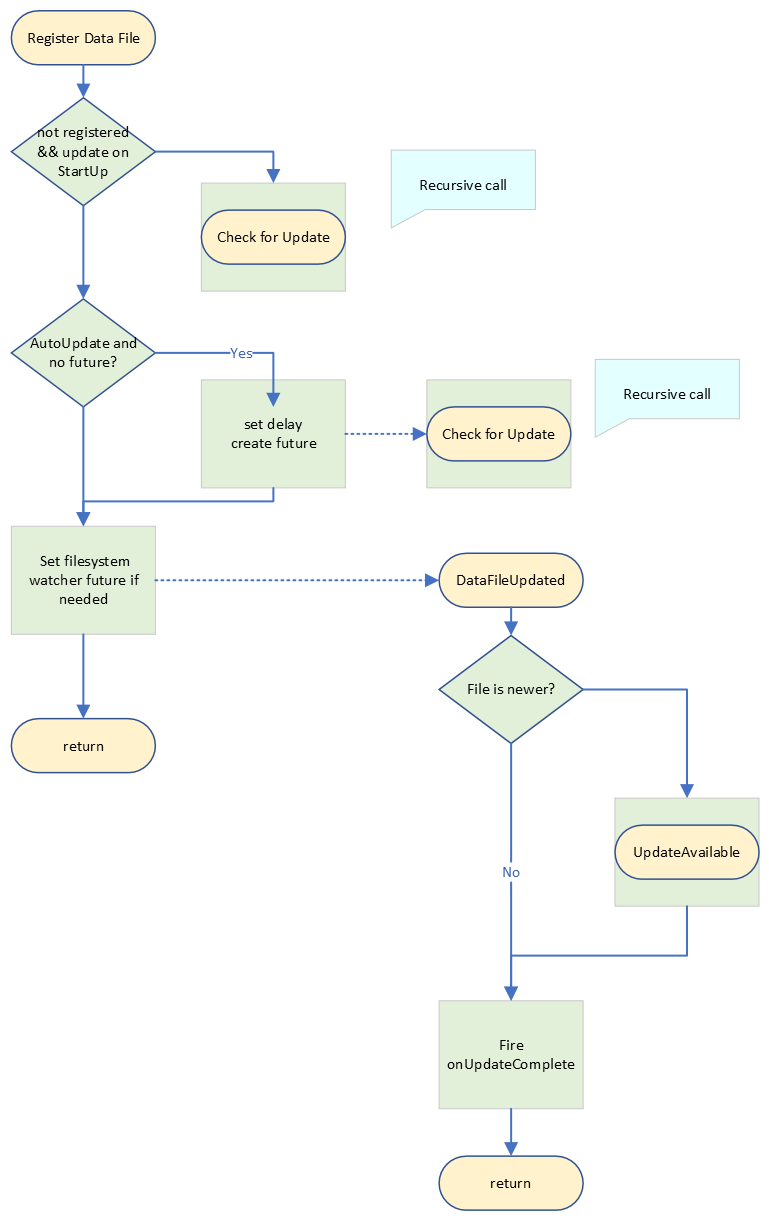 Register Data File
not registered
&& update on
StartUp
Recursive call
Check for Update
AutoUpdate and
no future?
Yes
set delay
create future
Check for Update
Recursive call
Set filesystem
watcher future if
needed
DataFileUpdated
File is newer?
return
UpdateAvailable
No
Fire
onUpdateComplete
return